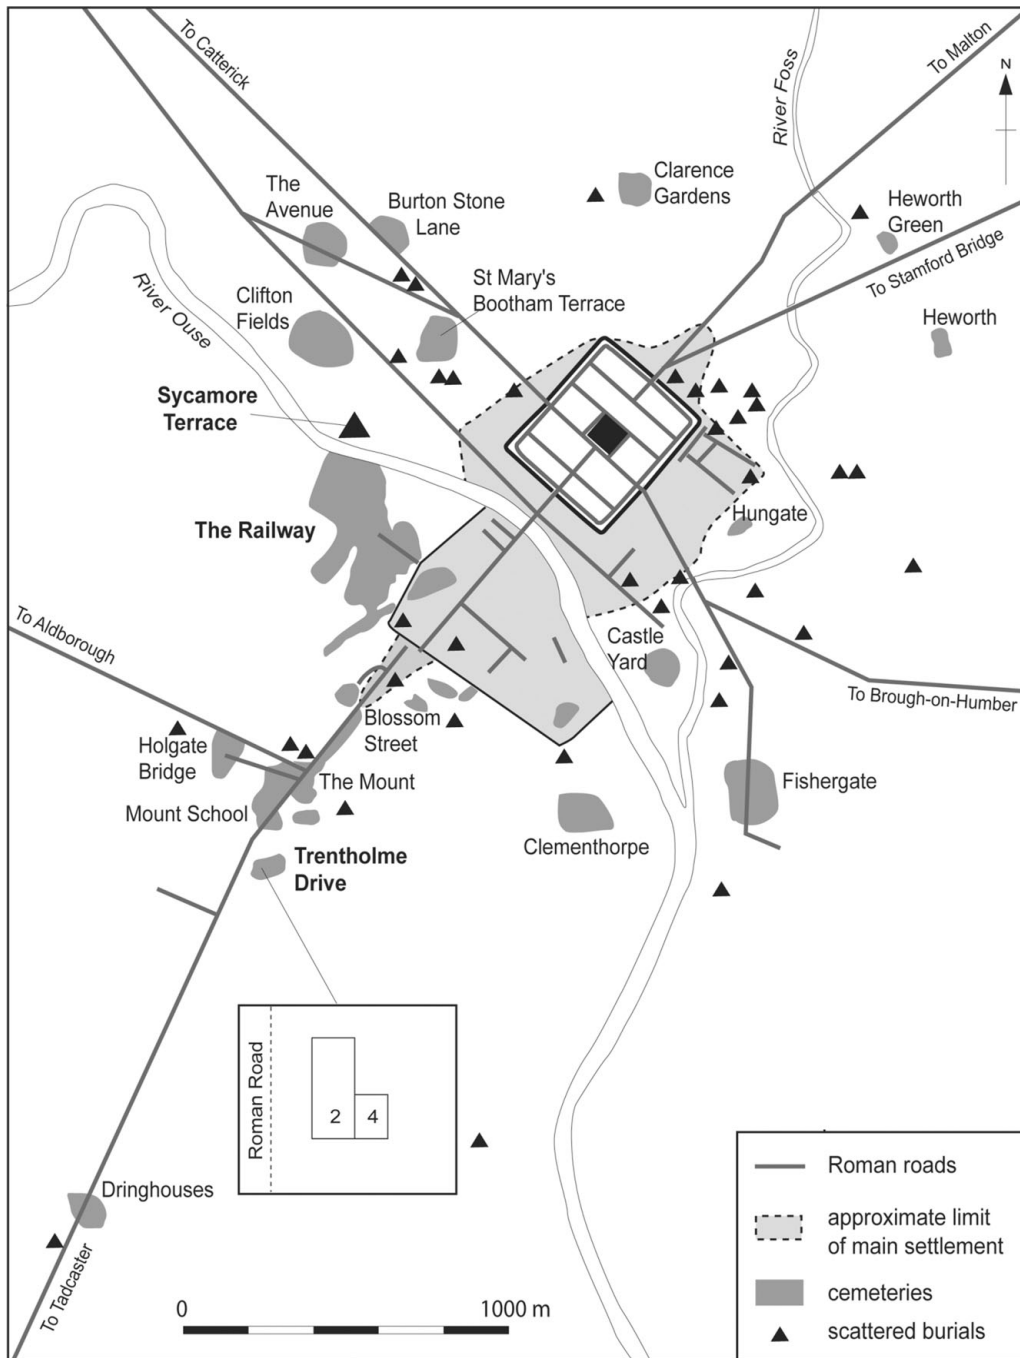 To Catterick
River Foss
To Malton
N
The
Avenue
Burton Stone
Lane
Clarence
Gardens
Heworth
Green
To Stamford Bridge
River Ouse
Clifton
Fields
St Mary's
Bootham Terrace
Heworth
Sycamore
Terrace
The Railway
Hungate
To Aldborough
Castle
Yard
To Brough-on-Humber
Blossom
Street
Holgate
Bridge
The Mount
Mount School
Fishergate
Clementhorpe
Trentholme
Drive
Roman Road
2
4
Dringhouses
To Tadcaster
0
1000 m
Roman roads
approximate limit
of main settlement
cemeteries
scattered burials